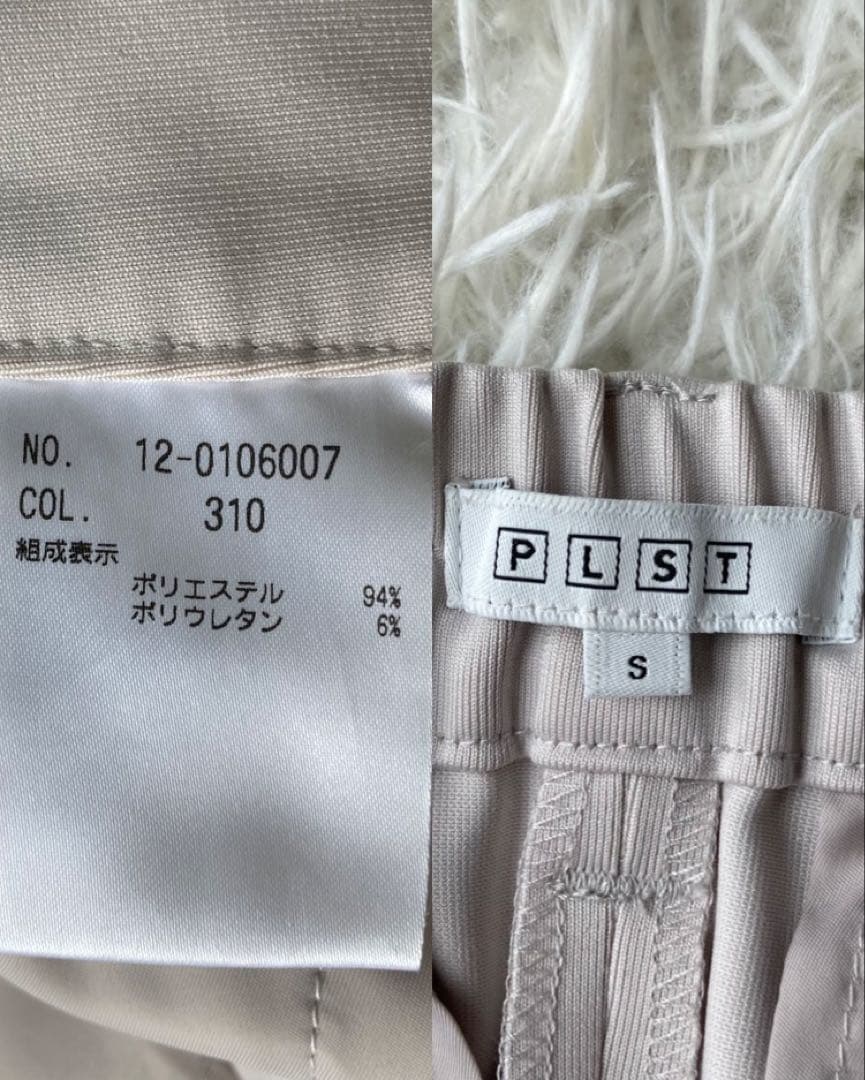 NO. 12-0106007
COL. 310
組成表示
ポリエステル 94%
ポリウレタン 6%
PLST
S